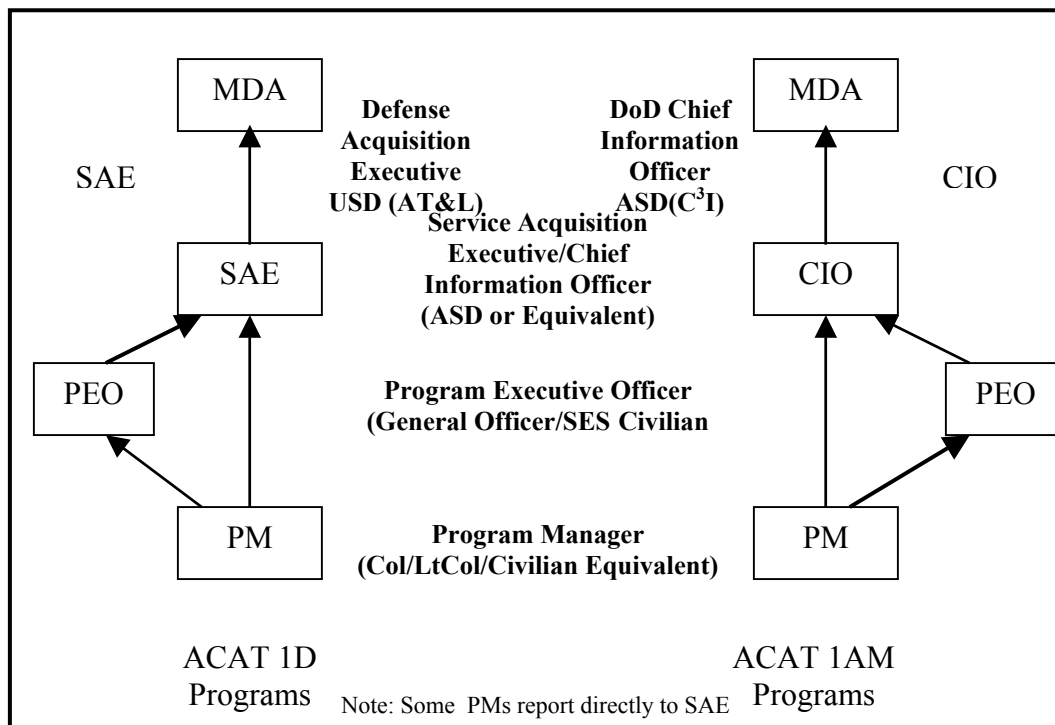 MDA
MDA
Defense
Acquisition
Executive
USD (AT&L)
DoD Chief
Information
Officer
ASD(C³I)
SAE
CIO
Service Acquisition
Executive/Chief
Information Officer
(ASD or Equivalent)
SAE
CIO
PEO
Program Executive Officer
(General Officer/SES Civilian
PEO
PM
Program Manager
(Col/LtCol/Civilian Equivalent)
PM
ACAT 1D
Programs
ACAT 1AM
Programs
Note: Some PMs report directly to SAE